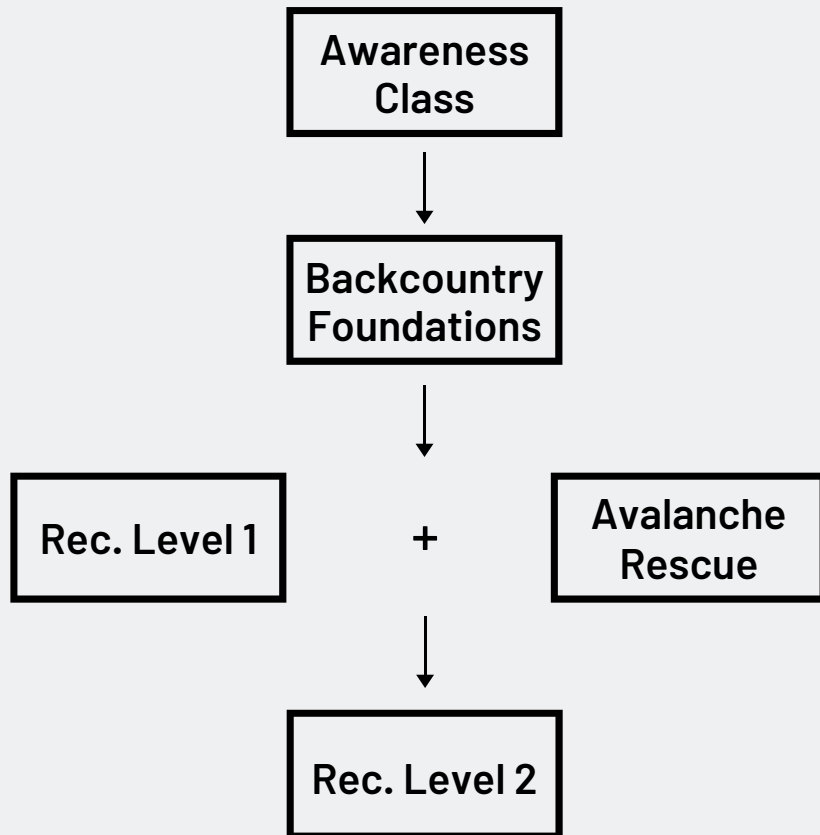 Awareness
Class
Backcountry
Foundations
Rec. Level 1
+
Avalanche
Rescue
Rec. Level 2